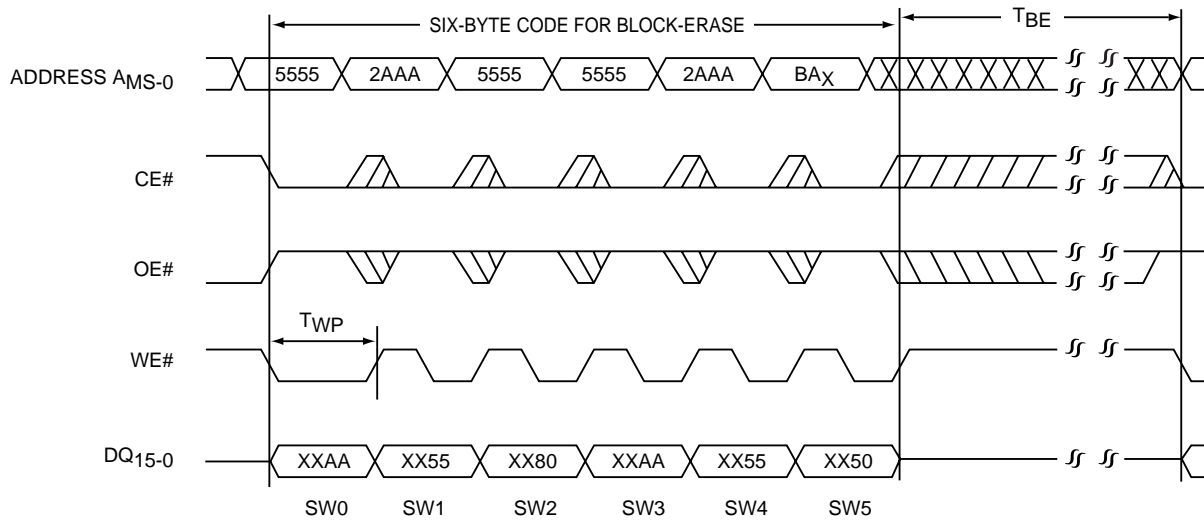 SIX-BYTE CODE FOR BLOCK-ERASE TBE
ADDRESS AMS-0 5555 2AAA 5555 5555 2AAA BAX
CE#
OE#
TWP
WE#
DQ15-0 XXAA XX55 XX80 XXAA XX55 XX50
SW0 SW1 SW2 SW3 SW4 SW5